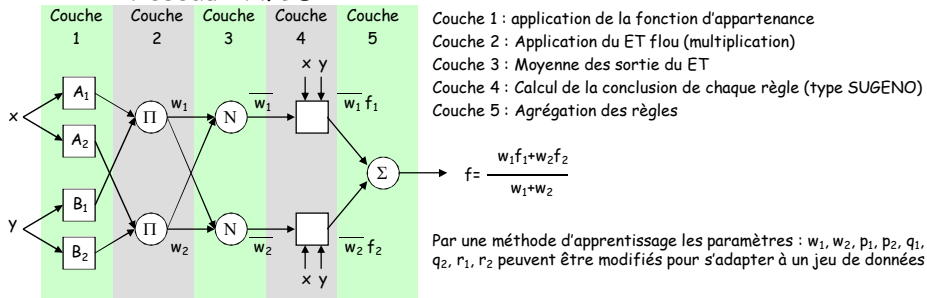 Couche 1
Couche 2
Couche 3
Couche 4
Couche 5
x y
A1
A2
B1
B2
x
y
Π
Π
w1
w2
N
N
w1
w2
w1 f1
w2 f2
Σ
x y
Couche 1 : application de la fonction d'appartenance
Couche 2 : Application du ET flou (multiplication)
Couche 3 : Moyenne des sortie du ET
Couche 4 : Calcul de la conclusion de chaque règle (type SUGENO)
Couche 5 : Agrégation des règles
f= w1f1+w2f2
w1+w2
Par une méthode d'apprentissage les paramètres : w1, w2, p1, p2, q1,
q2, r1, r2 peuvent être modifiés pour s'adapter à un jeu de données